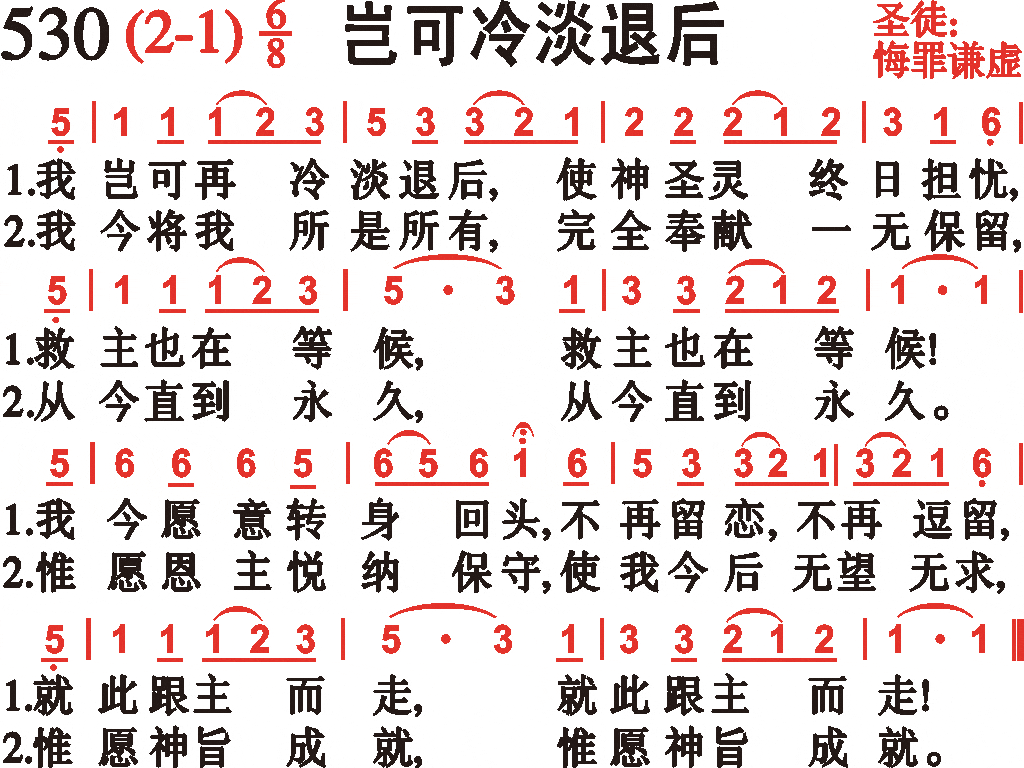 530 (2-1) 6/8 岂可冷淡退后 圣徒:
悔罪谦虚
5 | 1 1 1 2 3 | 5 3 3 2 1 | 2 2 2 1 2 | 3 1 6 |
1.我 岂可再 冷 淡退后, 使神圣灵 终日担忧,
2.我 今将我 所 是所有, 完全奉献 一无保留,
5 | 1 1 1 2 3 | 5 · 3 1 | 3 3 2 1 2 | 1 · 1 |
1.救 主也在 等 候, 救主也在 等 候!
2.从 今直到 永 久, 从今直到 永 久。
5 | 6 6 6 5 | 6 5 6 1 6 | 5 3 3 2 1 | 3 2 1 6 |
1.我 今愿意转 身 回头,不再留恋,不再 逗留,
2.惟 愿恩主悦 纳 保守,使我今后 无望 无求,
5 | 1 1 1 2 3 | 5 · 3 1 | 3 3 2 1 2 | 1 · 1 ‖
1.就 此跟主 而 走, 就此跟主 而 走!
2.惟 愿神旨 成 就, 惟愿神旨 成 就。